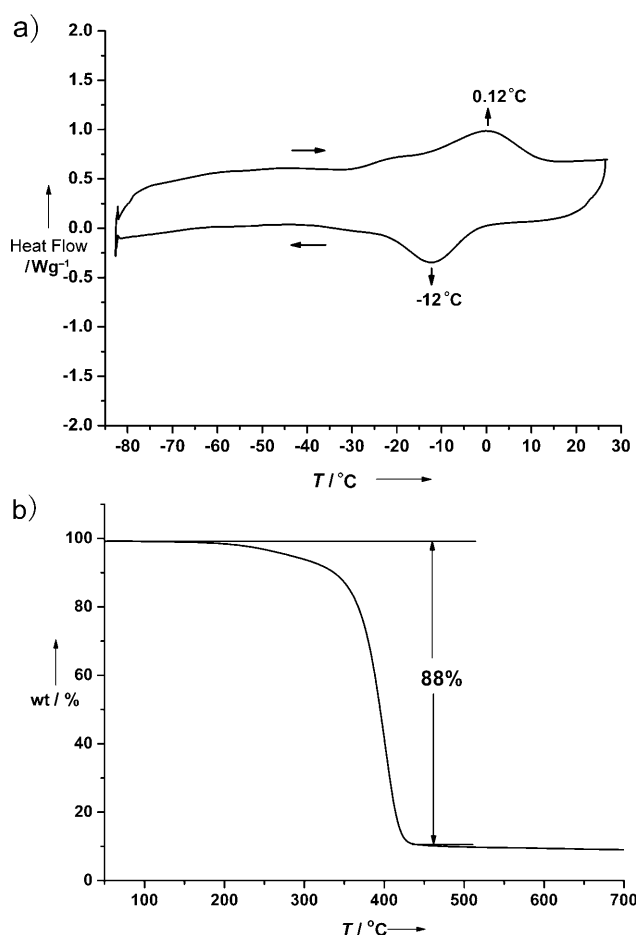 a)
2.0
1.5
1.0
0.5
0.0
-0.5
-1.0
-1.5
-2.0
Heat Flow
/Wg⁻¹
0.12°C
-12°C
-80 -70 -60 -50 -40 -30 -20 -10 0 10 20 30
T / °C
b)
100
80
60
40
20
0
wt / %
88%
100 200 300 400 500 600 700
T / °C